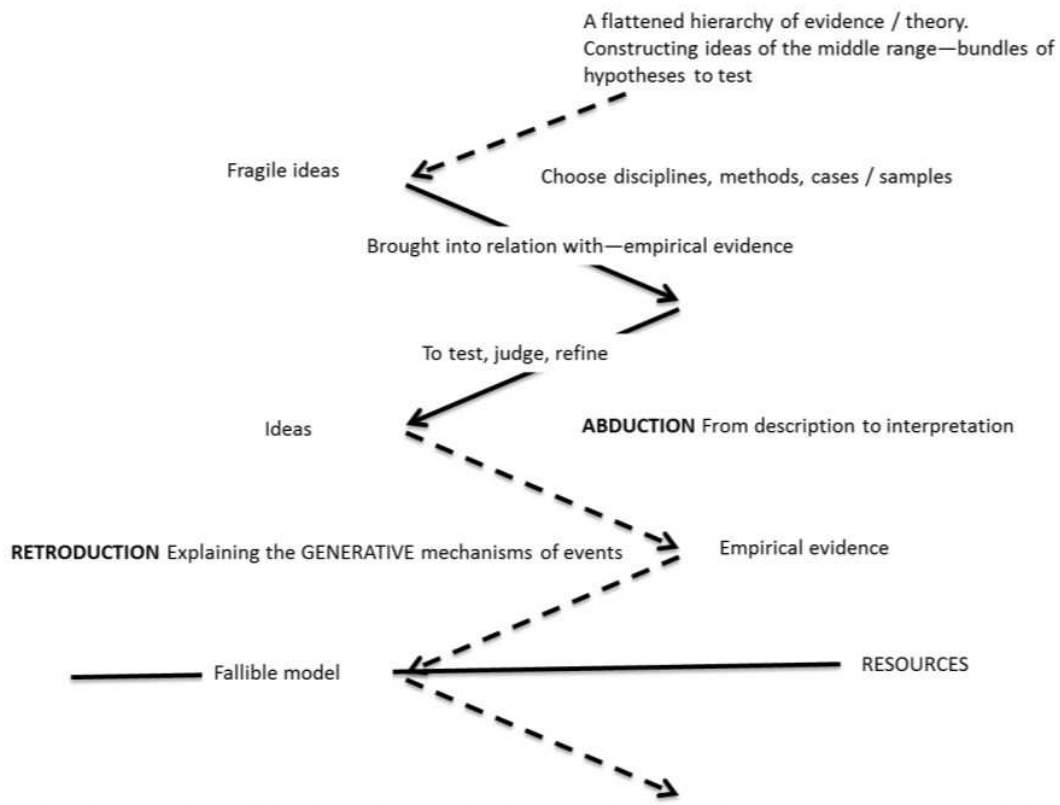 A flattened hierarchy of evidence / theory.
Constructing ideas of the middle range—bundles of
hypotheses to test
Fragile ideas
Choose disciplines, methods, cases / samples
Brought into relation with—empirical evidence
To test, judge, refine
Ideas
ABDUCTION From description to interpretation
RETRODUCTION Explaining the GENERATIVE mechanisms of events
Empirical evidence
Fallible model
RESOURCES